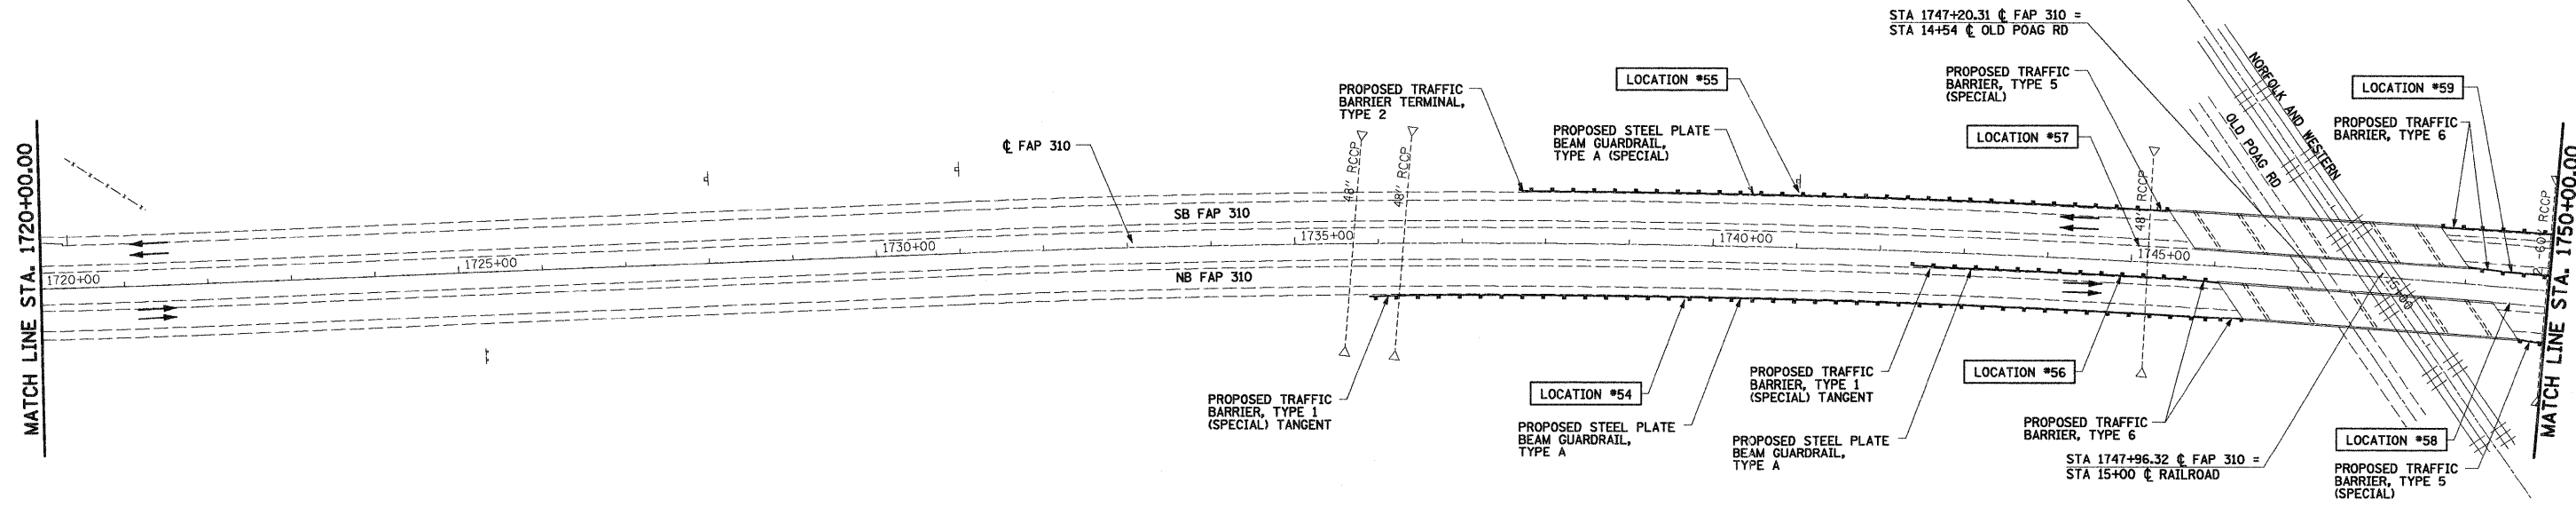 MATCH LINE STA. 1720+00.00
1720+00
1725+00
1730+00
1735+00
1740+00
1745+00
℄ FAP 310
SB FAP 310
NB FAP 310
48" RCCP
48" RCCP
PROPOSED TRAFFIC
BARRIER TERMINAL,
TYPE 2
PROPOSED TRAFFIC
BARRIER, TYPE 1
(SPECIAL) TANGENT
LOCATION #55
PROPOSED STEEL PLATE
BEAM GUARDRAIL,
TYPE A (SPECIAL)
LOCATION #54
PROPOSED STEEL PLATE
BEAM GUARDRAIL,
TYPE A
PROPOSED TRAFFIC
BARRIER, TYPE 1
(SPECIAL) TANGENT
PROPOSED STEEL PLATE
BEAM GUARDRAIL,
TYPE A
STA 1747+20.31 ℄ FAP 310 =
STA 14+54 ℄ OLD POAG RD
PROPOSED TRAFFIC
BARRIER, TYPE 5
(SPECIAL)
LOCATION #57
48" RCCP
LOCATION #56
PROPOSED TRAFFIC
BARRIER, TYPE 6
STA 1747+96.32 ℄ FAP 310 =
STA 15+00 ℄ RAILROAD
NORFOLK AND WESTERN
OLD POAG RD
LOCATION #59
PROPOSED TRAFFIC
BARRIER, TYPE 6
LOCATION #58
PROPOSED TRAFFIC
BARRIER, TYPE 5
(SPECIAL)
60" RCCP
MATCH LINE STA. 1750+00.00